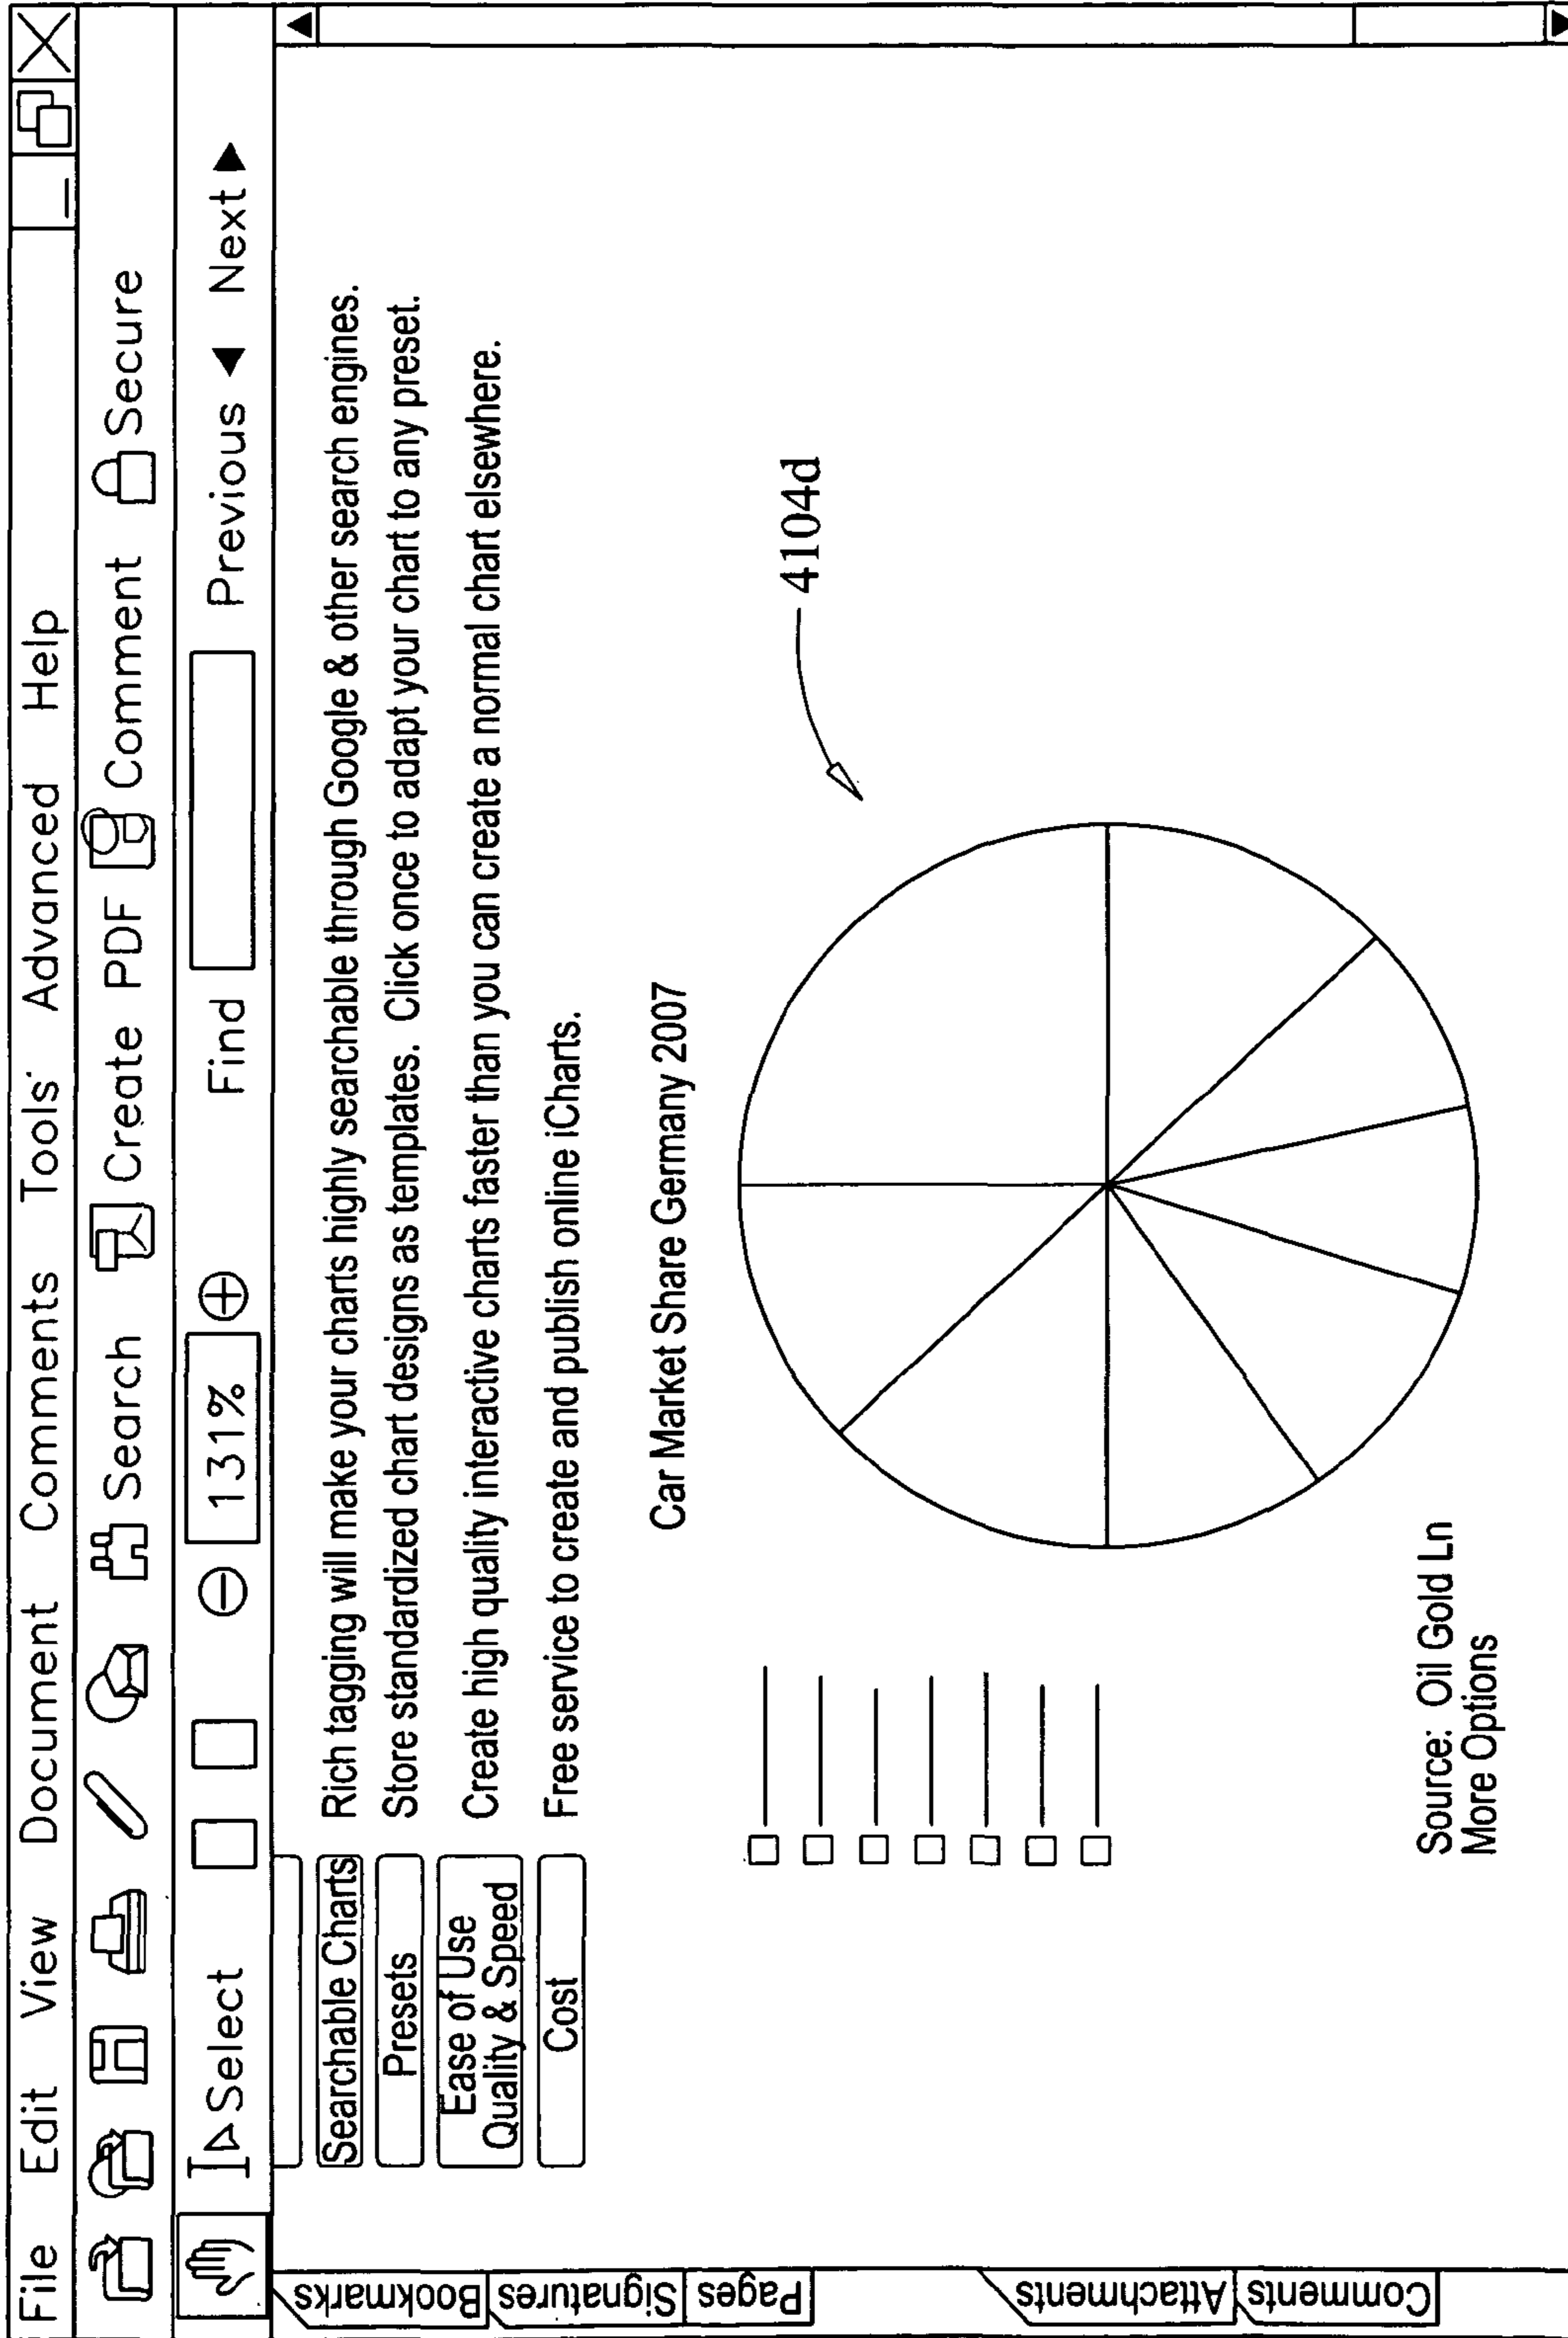 File Edit View Document Comments Tools Advanced Help
Search Create PDF Comment Secure
Select 131% Find Previous Next
Searchable Charts Rich tagging will make your charts highly searchable through Google & other search engines.
Presets Store standardized chart designs as templates. Click once to adapt your chart to any preset.
Ease of Use
Quality & Speed Create high quality interactive charts faster than you can create a normal chart elsewhere.
Cost Free service to create and publish online iCharts.
Bookmarks
Signatures
Pages
Attachments
Comments
Car Market Share Germany 2007
4104d
Source: Oil Gold Ln
More Options